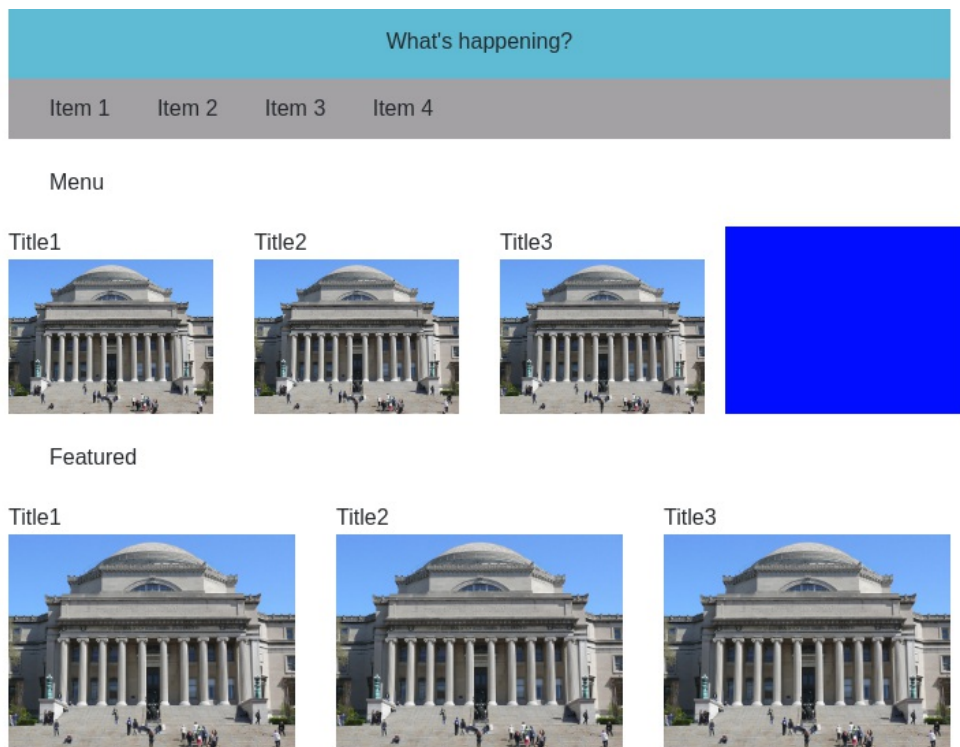 What's happening?
Item 1 Item 2 Item 3 Item 4
Menu
Title1 Title2 Title3
Featured
Title1 Title2 Title3